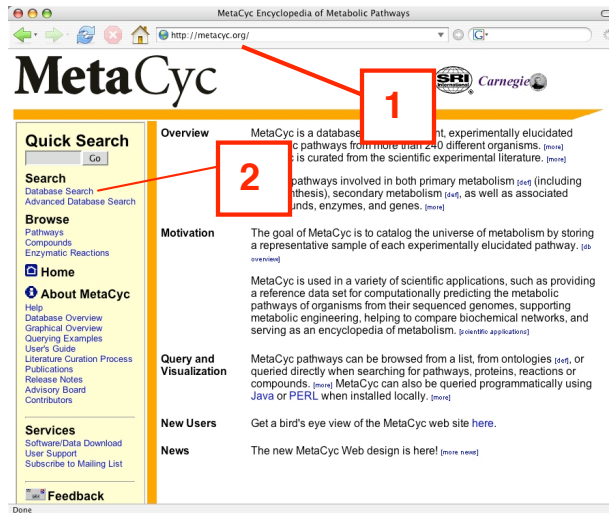 MetaCyc Encyclopedia of Metabolic Pathways
http://metacyc.org/
G
MetaCyc
SRI
International
Carnegie
1
2
Quick Search
Go
Search
Database Search
Advanced Database Search
Browse
Pathways
Compounds
Enzymatic Reactions
Home
About MetaCyc
Help
Database Overview
Graphical Overview
Querying Examples
User's Guide
Literature Curation Process
Publications
Release Notes
Advisory Board
Contributors
Services
Software/Data Download
User Support
Subscribe to Mailing List
Feedback
Overview
MetaCyc is a database nt, experimentally elucidated
c pathways from more than 240 different organisms. [more]
c is curated from the scientific experimental literature. [more]
pathways involved in both primary metabolism [def] (including
nthesis), secondary metabolism [def], as well as associated
unds, enzymes, and genes. [more]
Motivation
The goal of MetaCyc is to catalog the universe of metabolism by storing
a representative sample of each experimentally elucidated pathway. [db
overview]
MetaCyc is used in a variety of scientific applications, such as providing
a reference data set for computationally predicting the metabolic
pathways of organisms from their sequenced genomes, supporting
metabolic engineering, helping to compare biochemical networks, and
serving as an encyclopedia of metabolism. [scientific applications]
Query and
Visualization
MetaCyc pathways can be browsed from a list, from ontologies [def], or
queried directly when searching for pathways, proteins, reactions or
compounds. [more] MetaCyc can also be queried programmatically using
Java or PERL when installed locally. [more]
New Users
Get a bird's eye view of the MetaCyc web site here.
News
The new MetaCyc Web design is here! [more news]
Done